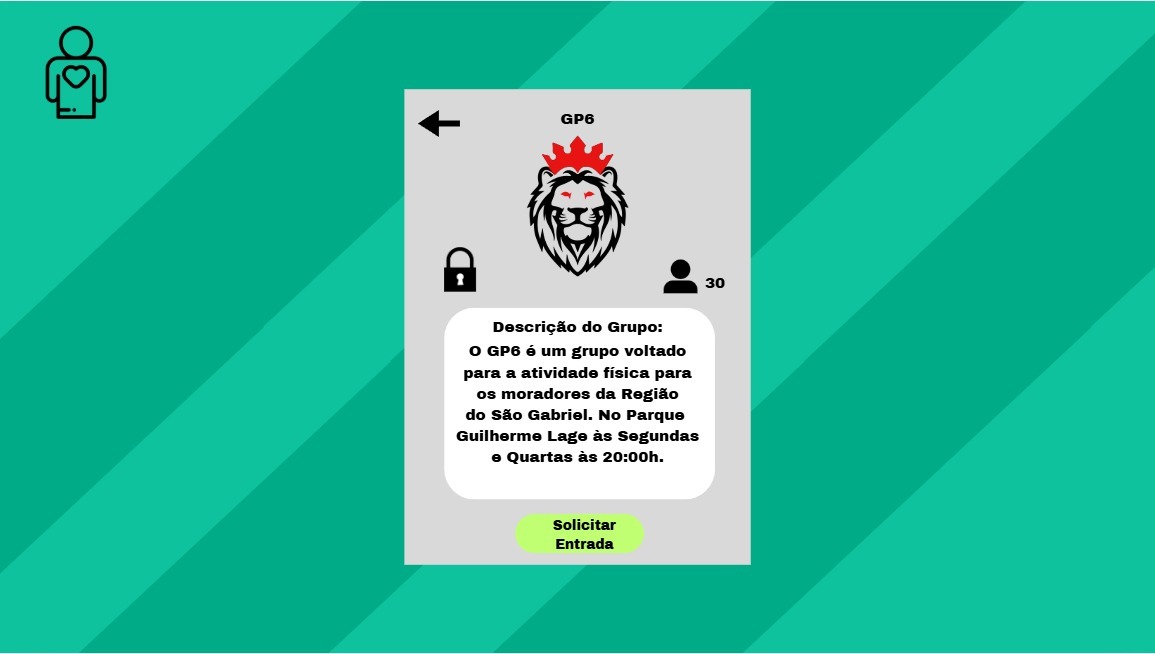 GP6
30
Descrição do Grupo:
O GP6 é um grupo voltado
para a atividade física para
os moradores da Região
do São Gabriel. No Parque
Guilherme Lage às Segundas
e Quartas às 20:00h.
Solicitar
Entrada